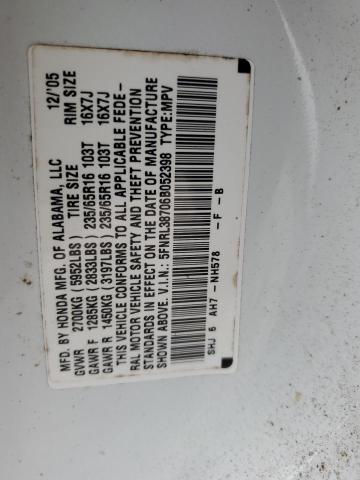 MFD. BY HONDA MFG. OF ALABAMA, LLC 12/'05
TIRE SIZE RIM SIZE
GVWR 2700KG (5952LBS)
GAWR F 1285KG (2833LBS) 235/65R16 103T 16X7J
GAWR R 1450KG (3197LBS) 235/65R16 103T 16X7J
THIS VEHICLE CONFORMS TO ALL APPLICABLE FEDE-
RAL MOTOR VEHICLE SAFETY AND THEFT PREVENTION
STANDARDS IN EFFECT ON THE DATE OF MANUFACTURE
SHOWN ABOVE. V.I.N.: 5FNRL38706B052398 TYPE:MPV
SHJ 6 AH7 -NH578 -F -B